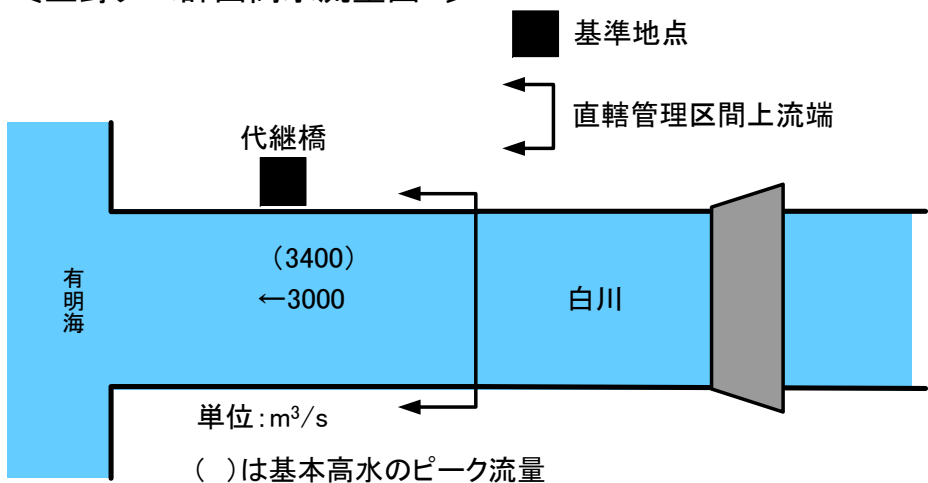 基準地点
直轄管理区間上流端
代継橋
(3400)
←3000
有明海
白川
単位:m³/s
( )は基本高水のピーク流量